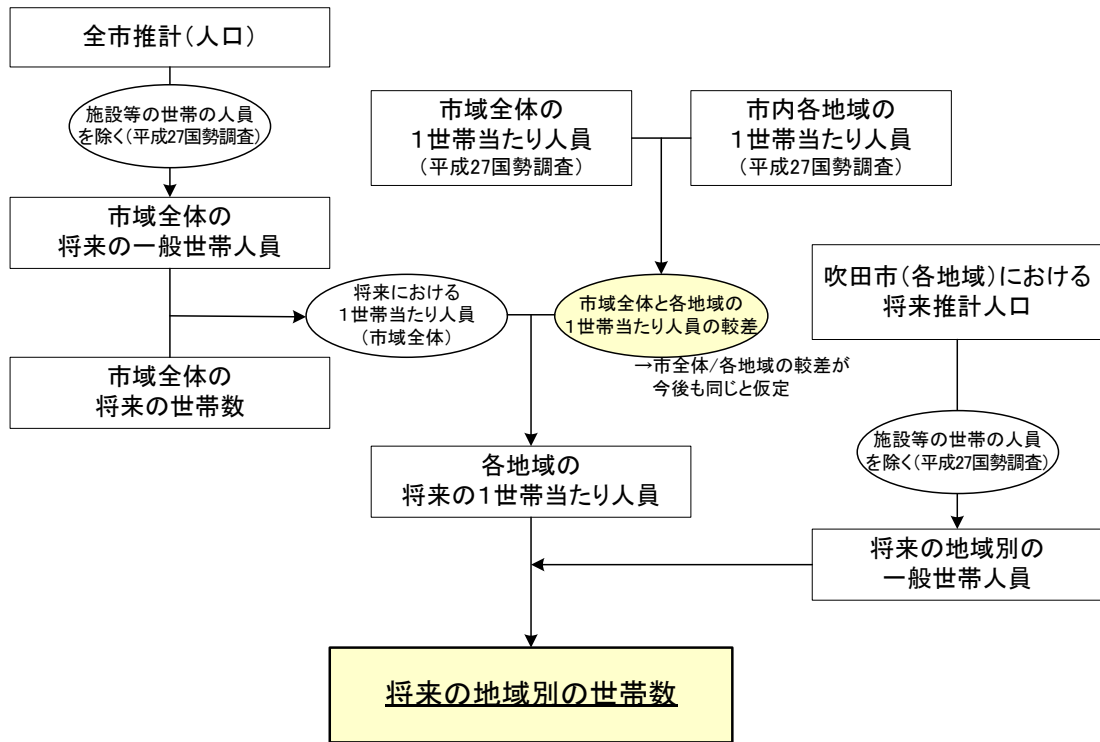 全市推計（人口）
施設等の世帯の人員
を除く（平成27国勢調査）
市域全体の
将来の一般世帯人員
市域全体の
将来の世帯数
将来における
１世帯当たり人員
（市域全体）
市域全体の
１世帯当たり人員
（平成27国勢調査）
市内各地域の
１世帯当たり人員
（平成27国勢調査）
市域全体と各地域の
１世帯当たり人員の較差
→市全体/各地域の較差が
今後も同じと仮定
各地域の
将来の１世帯当たり人員
吹田市（各地域）における
将来推計人口
施設等の世帯の人員
を除く（平成27国勢調査）
将来の地域別の
一般世帯人員
将来の地域別の世帯数